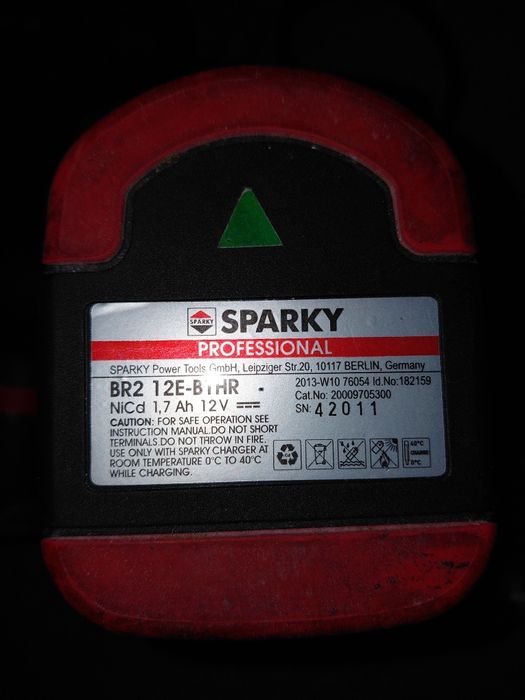 SPARKY
SPARKY
PROFESSIONAL
SPARKY Power Tools GmbH, Leipziger Str.20, 10117 BERLIN, Germany
BR2 12E-B1HR -
NiCd 1,7 Ah 12V
CAUTION: FOR SAFE OPERATION SEE
INSTRUCTION MANUAL.DO NOT SHORT
TERMINALS.DO NOT THROW IN FIRE.
USE ONLY WITH SPARKY CHARGER AT
ROOM TEMPERATURE 0°C TO 40°C
WHILE CHARGING.
2013-W10 76054 Id.No:182159
Cat.No: 20009705300
SN: 42011
40°C
CHARGE
0°C